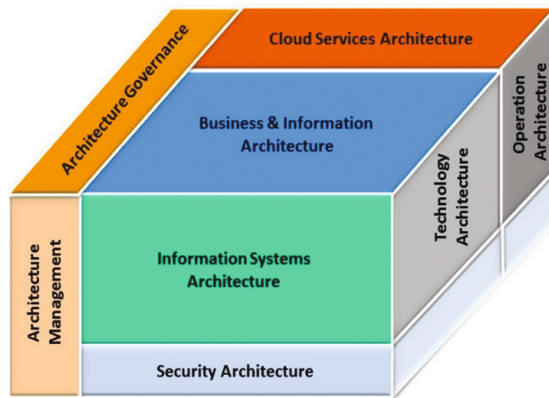 Cloud Services Architecture
Architecture Governance
Business & Information
Architecture
Operation
Architecture
Technology
Architecture
Information Systems
Architecture
Architecture
Management
Security Architecture